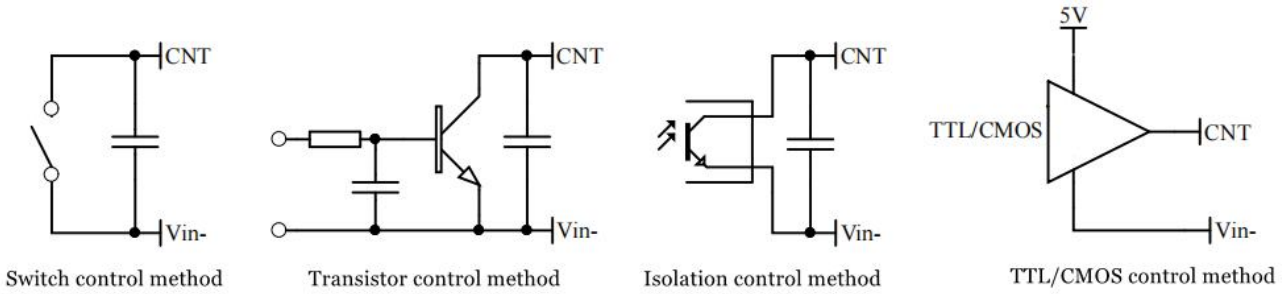 CNT
Vin-
Switch control method
CNT
Vin-
Transistor control method
CNT
Vin-
Isolation control method
5V
TTL/CMOS
CNT
Vin-
TTL/CMOS control method